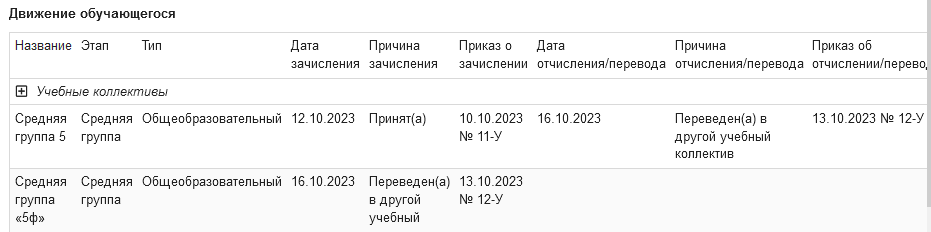 Движение обучающегося
Название Этап Тип Дата зачисления Причина зачисления Приказ о зачислении Дата отчисления/перевода Причина отчисления/перевода Приказ об отчислении/перевод
Учебные коллективы
Средняя группа 5 Средняя группа Общеобразовательный 12.10.2023 Принят(а) 10.10.2023 № 11-У 16.10.2023 Переведен(а) в другой учебный коллектив 13.10.2023 № 12-У
Средняя группа «5ф» Средняя группа Общеобразовательный 16.10.2023 Переведен(а) в другой учебный 13.10.2023 № 12-У